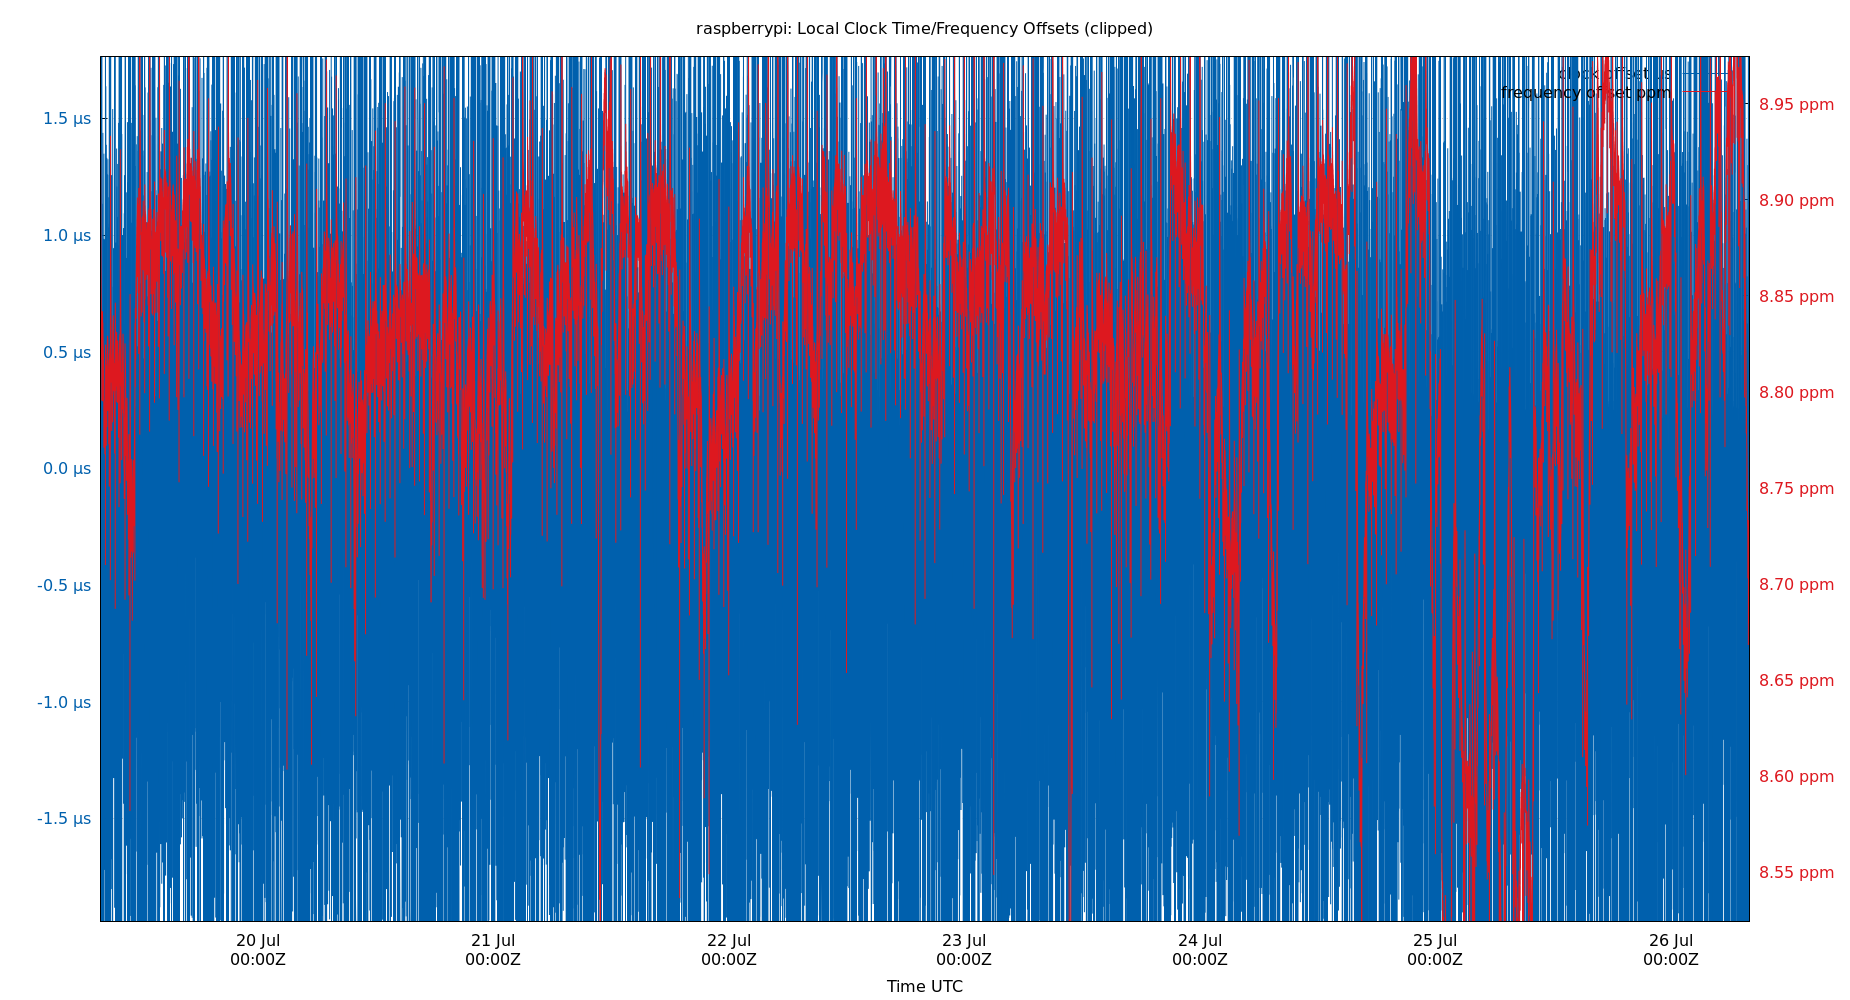 raspberrypi: Local Clock Time/Frequency Offsets (clipped)
clock offset µs
frequency offset ppm
1.5 µs
1.0 µs
0.5 µs
0.0 µs
-0.5 µs
-1.0 µs
-1.5 µs
8.95 ppm
8.90 ppm
8.85 ppm
8.80 ppm
8.75 ppm
8.70 ppm
8.65 ppm
8.60 ppm
8.55 ppm
20 Jul 21 Jul 22 Jul 23 Jul 24 Jul 25 Jul 26 Jul
00:00Z 00:00Z 00:00Z 00:00Z 00:00Z 00:00Z 00:00Z
Time UTC